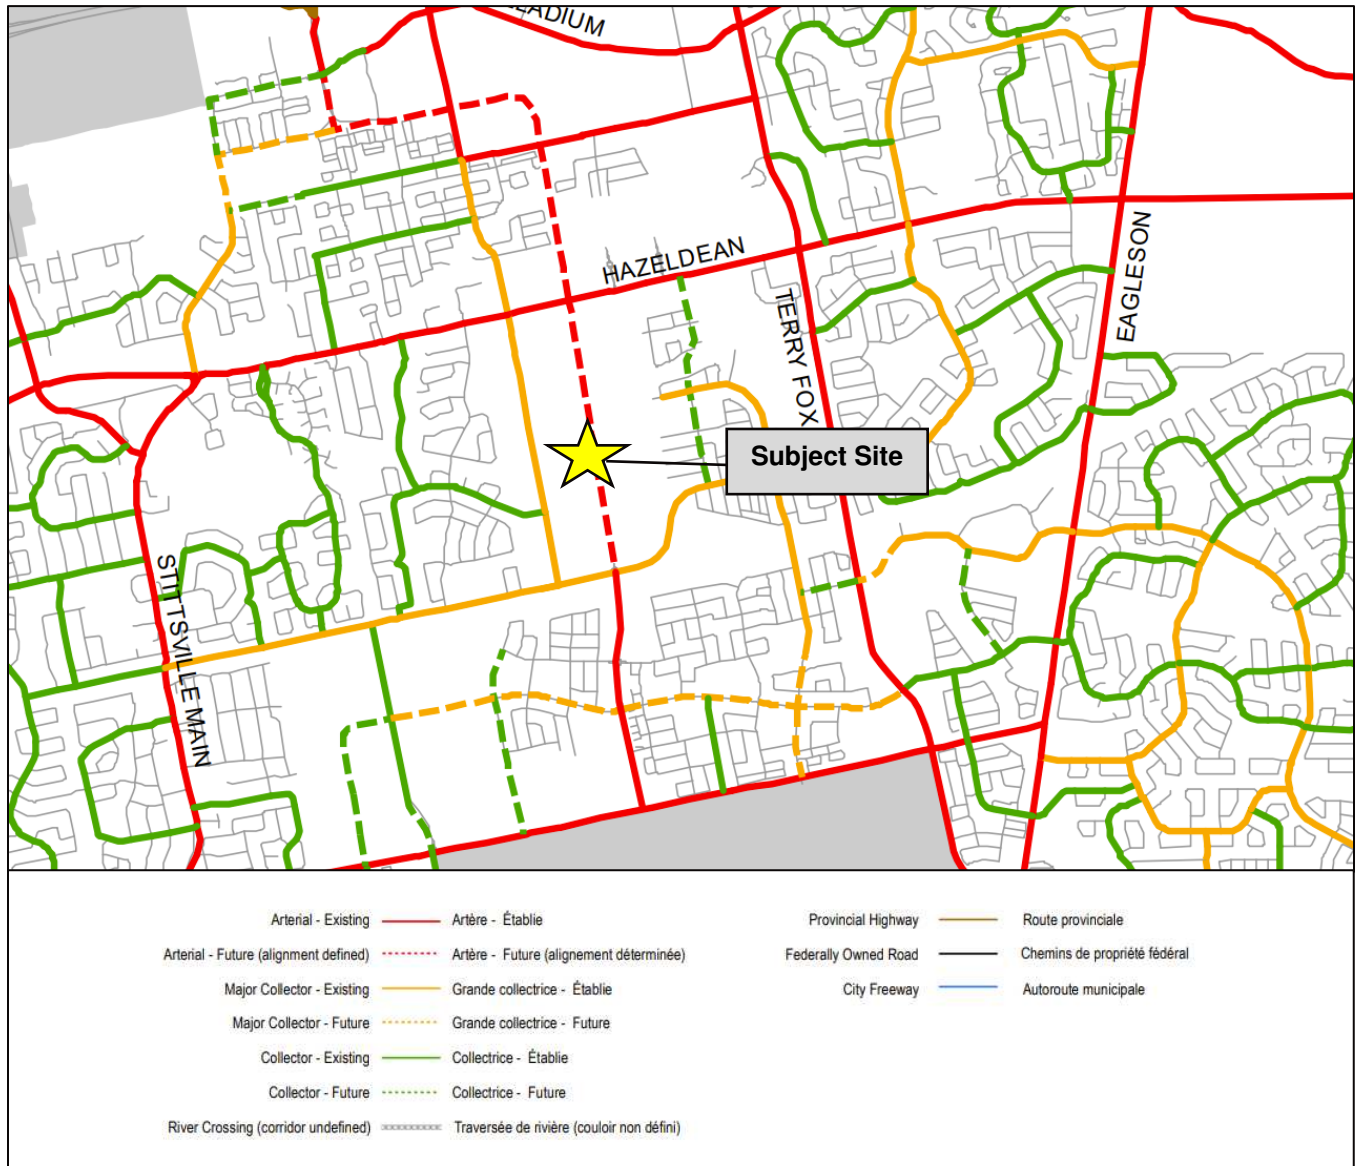 HAZELDEAN
TERRY FOX
EAGLESON
Subject Site
STITTSVILLE MAIN
Arterial - Existing Artère - Établie
Arterial - Future (alignment defined) Artère - Future (alignement déterminée)
Major Collector - Existing Grande collectrice - Établie
Major Collector - Future Grande collectrice - Future
Collector - Existing Collectrice - Établie
Collector - Future Collectrice - Future
River Crossing (corridor undefined) Traversée de rivière (couloir non défini)
Provincial Highway Route provinciale
Federally Owned Road Chemins de propriété fédéral
City Freeway Autoroute municipale